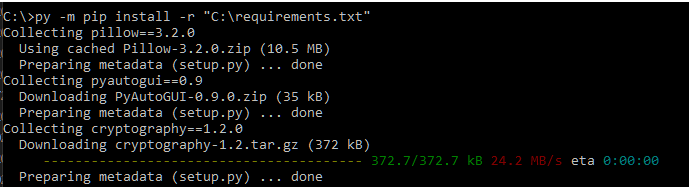 C:\>py -m pip install -r "C:\requirements.txt"
Collecting pillow==3.2.0
  Using cached Pillow-3.2.0.zip (10.5 MB)
  Preparing metadata (setup.py) ... done
Collecting pyautogui==0.9
  Downloading PyAutoGUI-0.9.0.zip (35 kB)
  Preparing metadata (setup.py) ... done
Collecting cryptography==1.2.0
  Downloading cryptography-1.2.tar.gz (372 kB)
     ---------------------------------------- 372.7/372.7 kB 24.2 MB/s eta 0:00:00
  Preparing metadata (setup.py) ... done